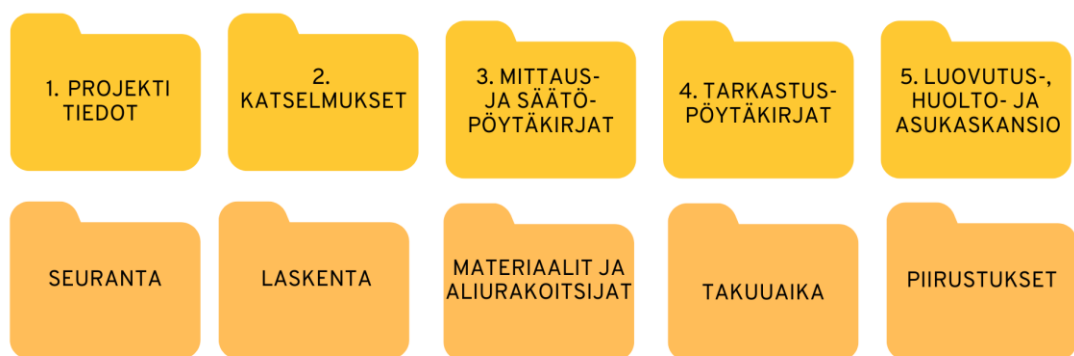 1. PROJEKTI
TIEDOT
2.
KATSELMUKSET
3. MITTAUS-
JA SÄÄTÖ-
PÖYTÄKIRJAT
4. TARKASTUS-
PÖYTÄKIRJAT
5. LUOVUTUS-,
HUOLTO- JA
ASUKASKANSIO
SEURANTA
LASKENTA
MATERIAALIT JA
ALIURAKOITSIJAT
TAKUUAIKA
PIIRUSTUKSET